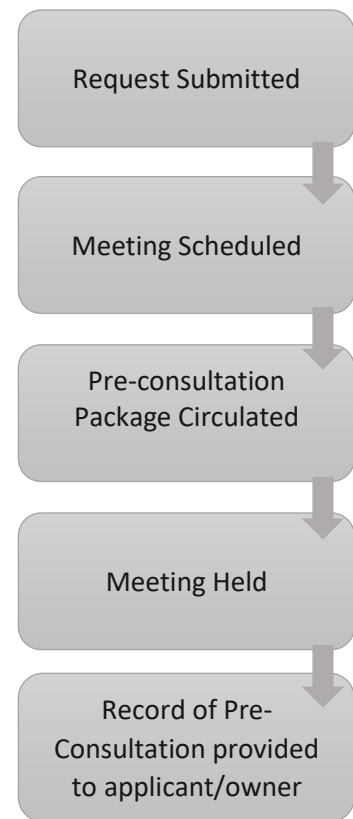 Request Submitted
Meeting Scheduled
Pre-consultation
Package Circulated
Meeting Held
Record of Pre-
Consultation provided
to applicant/owner